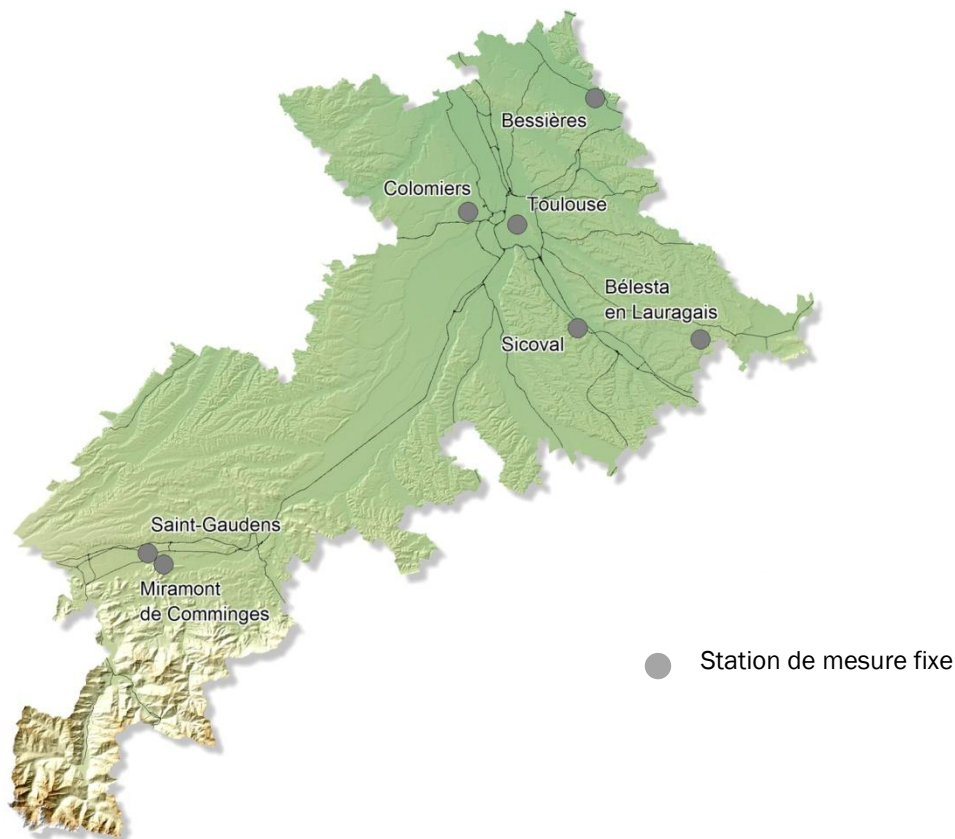 Bessières
Colomiers
Toulouse
Bélesta
en Lauragais
Sicoval
Saint-Gaudens
Miramont
de Comminges
Station de mesure fixe